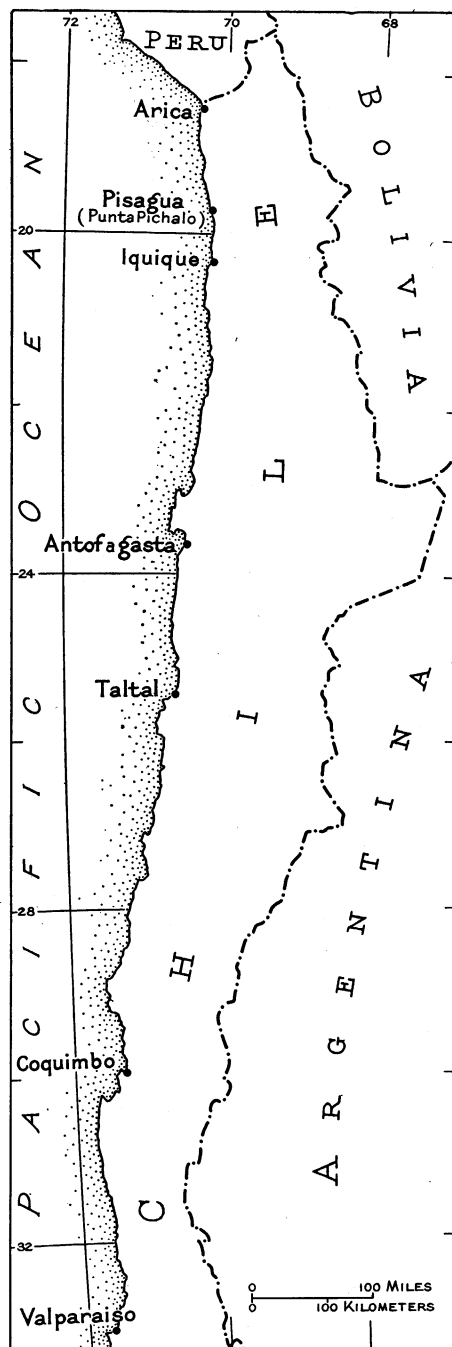 72 70 68
PERU
BOLIVIA
Arica
Pisagua
(Punta Pichalo)
20
Iquique
Antofagasta
24
Taltal
28
Coquimbo
32
Valparaiso
PACIFIC OCEAN
CHILE
ARGENTINA
0 100 MILES
0 100 KILOMETERS